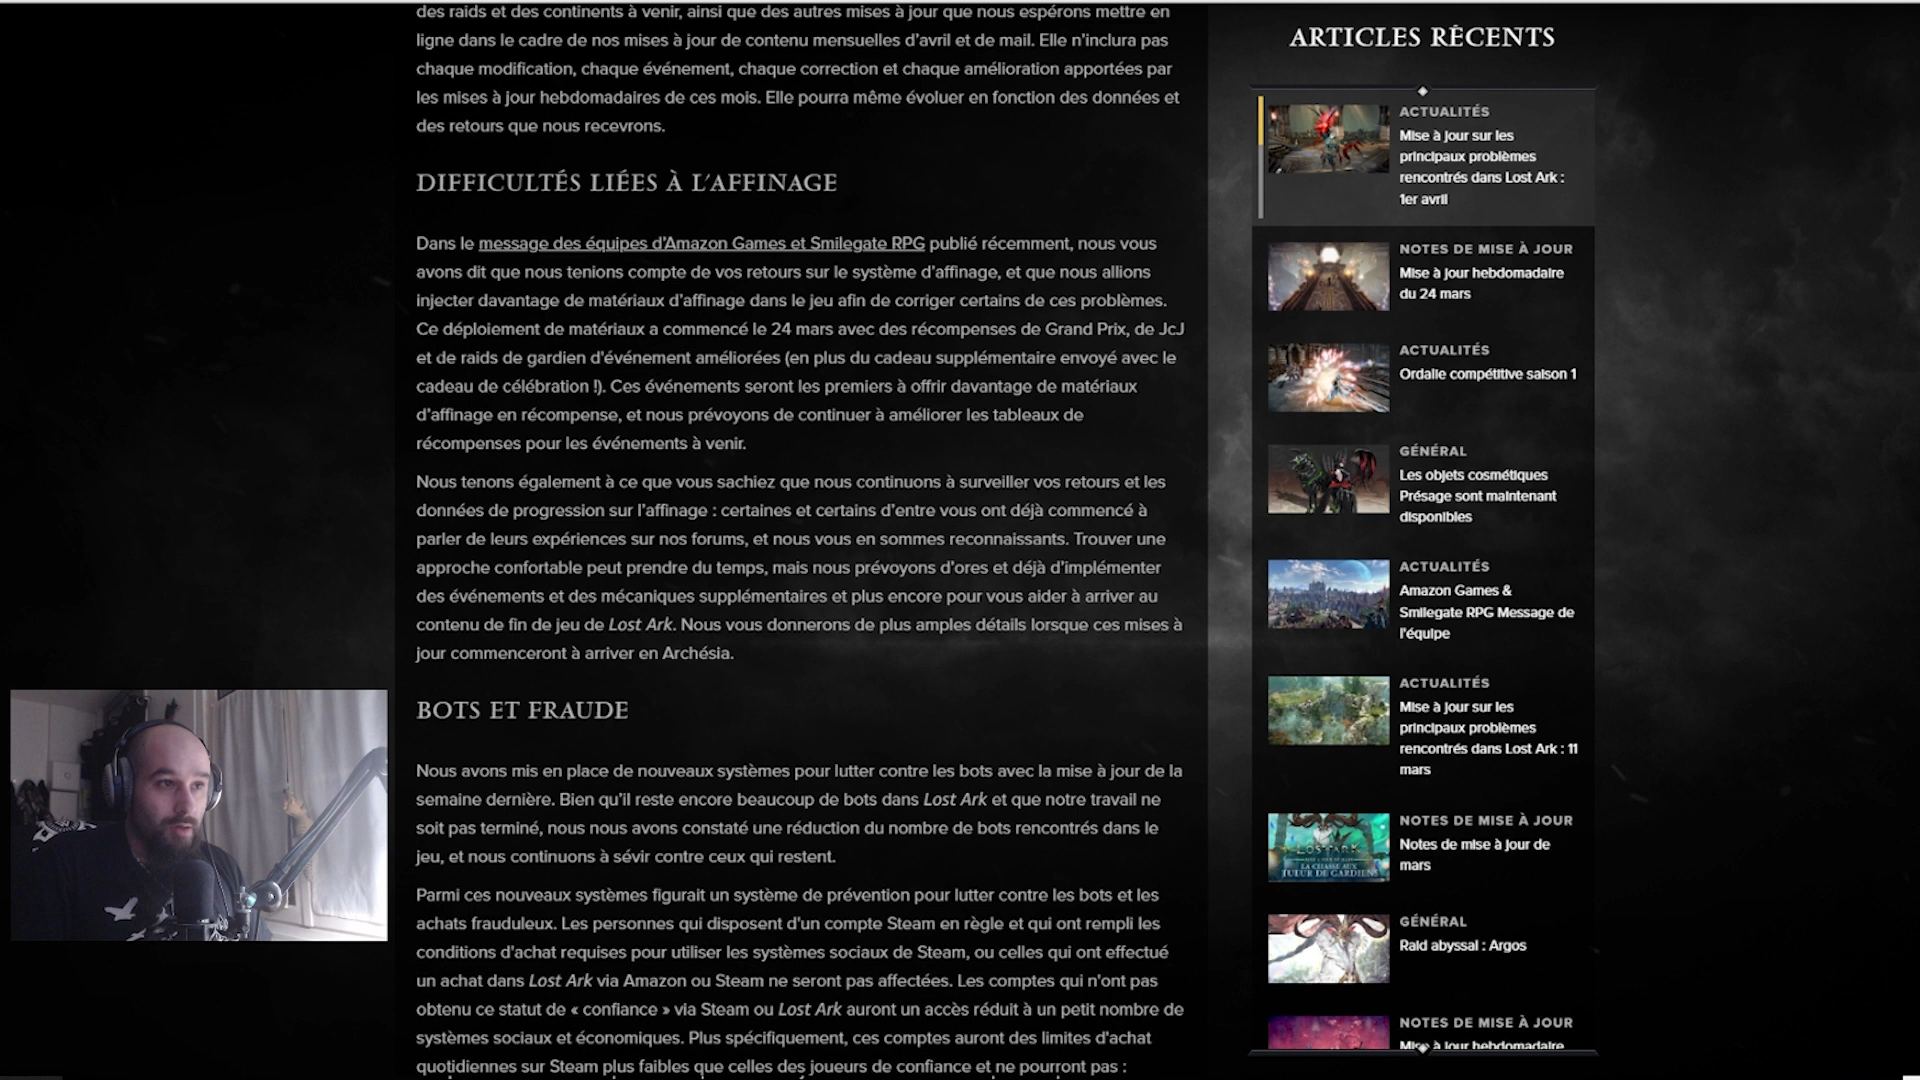 des raids et des continents à venir, ainsi que des autres mises à jour que nous espérons mettre en
ligne dans le cadre de nos mises à jour de contenu mensuelles d'avril et de mail. Elle n'inclura pas
chaque modification, chaque événement, chaque correction et chaque amélioration apportées par
les mises à jour hebdomadaires de ces mois. Elle pourra même évoluer en fonction des données et
des retours que nous recevrons.
DIFFICULTÉS LIÉES À L'AFFINAGE
Dans le message des équipes d'Amazon Games et Smilegate RPG publié récemment, nous vous
avons dit que nous tenions compte de vos retours sur le système d'affinage, et que nous allions
injecter davantage de matériaux d'affinage dans le jeu afin de corriger certains de ces problèmes.
Ce déploiement de matériaux a commencé le 24 mars avec des récompenses de Grand Prix, de JcJ
et de raids de gardien d'événement améliorées (en plus du cadeau supplémentaire envoyé avec le
cadeau de célébration !). Ces événements seront les premiers à offrir davantage de matériaux
d'affinage en récompense, et nous prévoyons de continuer à améliorer les tableaux de
récompenses pour les événements à venir.
Nous tenons également à ce que vous sachiez que nous continuons à surveiller vos retours et les
données de progression sur l'affinage : certaines et certains d'entre vous ont déjà commencé à
parler de leurs expériences sur nos forums, et nous vous en sommes reconnaissants. Trouver une
approche confortable peut prendre du temps, mais nous prévoyons d'ores et déjà d'implémenter
des événements et des mécaniques supplémentaires et plus encore pour vous aider à arriver au
contenu de fin de jeu de Lost Ark. Nous vous donnerons de plus amples détails lorsque ces mises à
jour commenceront à arriver en Archésia.
BOTS ET FRAUDE
Nous avons mis en place de nouveaux systèmes pour lutter contre les bots avec la mise à jour de la
semaine dernière. Bien qu'il reste encore beaucoup de bots dans Lost Ark et que notre travail ne
soit pas terminé, nous nous avons constaté une réduction du nombre de bots rencontrés dans le
jeu, et nous continuons à sévir contre ceux qui restent.
Parmi ces nouveaux systèmes figurait un système de prévention pour lutter contre les bots et les
achats frauduleux. Les personnes qui disposent d'un compte Steam en règle et qui ont rempli les
conditions d'achat requises pour utiliser les systèmes sociaux de Steam, ou celles qui ont effectué
un achat dans Lost Ark via Amazon ou Steam ne seront pas affectées. Les comptes qui n'ont pas
obtenu ce statut de « confiance » via Steam ou Lost Ark auront un accès réduit à un petit nombre de
systèmes sociaux et économiques. Plus spécifiquement, ces comptes auront des limites d'achat
quotidiennes sur Steam plus faibles que celles des joueurs de confiance et ne pourront pas :
ARTICLES RÉCENTS
ACTUALITÉS
Mise à jour sur les
principaux problèmes
rencontrés dans Lost Ark :
1er avril
NOTES DE MISE À JOUR
Mise à jour hebdomadaire
du 24 mars
ACTUALITÉS
Ordalie compétitive saison 1
GÉNÉRAL
Les objets cosmétiques
Présage sont maintenant
disponibles
ACTUALITÉS
Amazon Games &
Smilegate RPG Message de
l'équipe
ACTUALITÉS
Mise à jour sur les
principaux problèmes
rencontrés dans Lost Ark : 11
mars
NOTES DE MISE À JOUR
Notes de mise à jour de
mars
LOST ARK
LA CHASSE AUX
TUEUR DE GARDIENS
GÉNÉRAL
Raid abyssal : Argos
NOTES DE MISE À JOUR
Mise à jour hebdomadaire